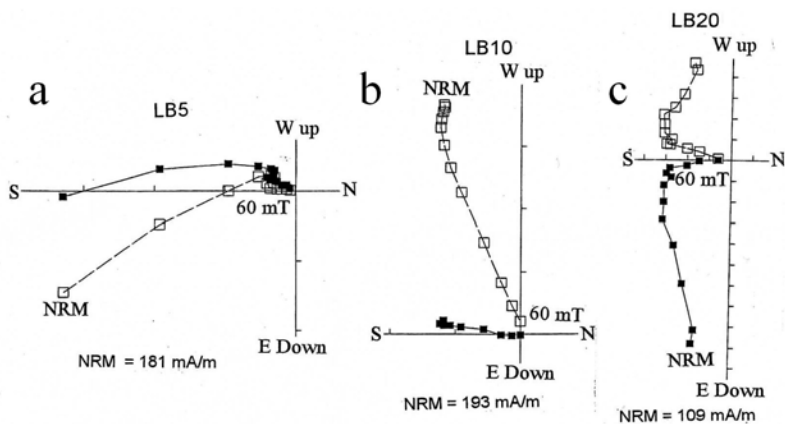 a
LB5
W up
S
N
60 mT
NRM
E Down
NRM = 181 mA/m
b
LB10
W up
NRM
60 mT
S
N
E Down
NRM = 193 mA/m
c
LB20
W up
S
N
60 mT
NRM
E Down
NRM = 109 mA/m